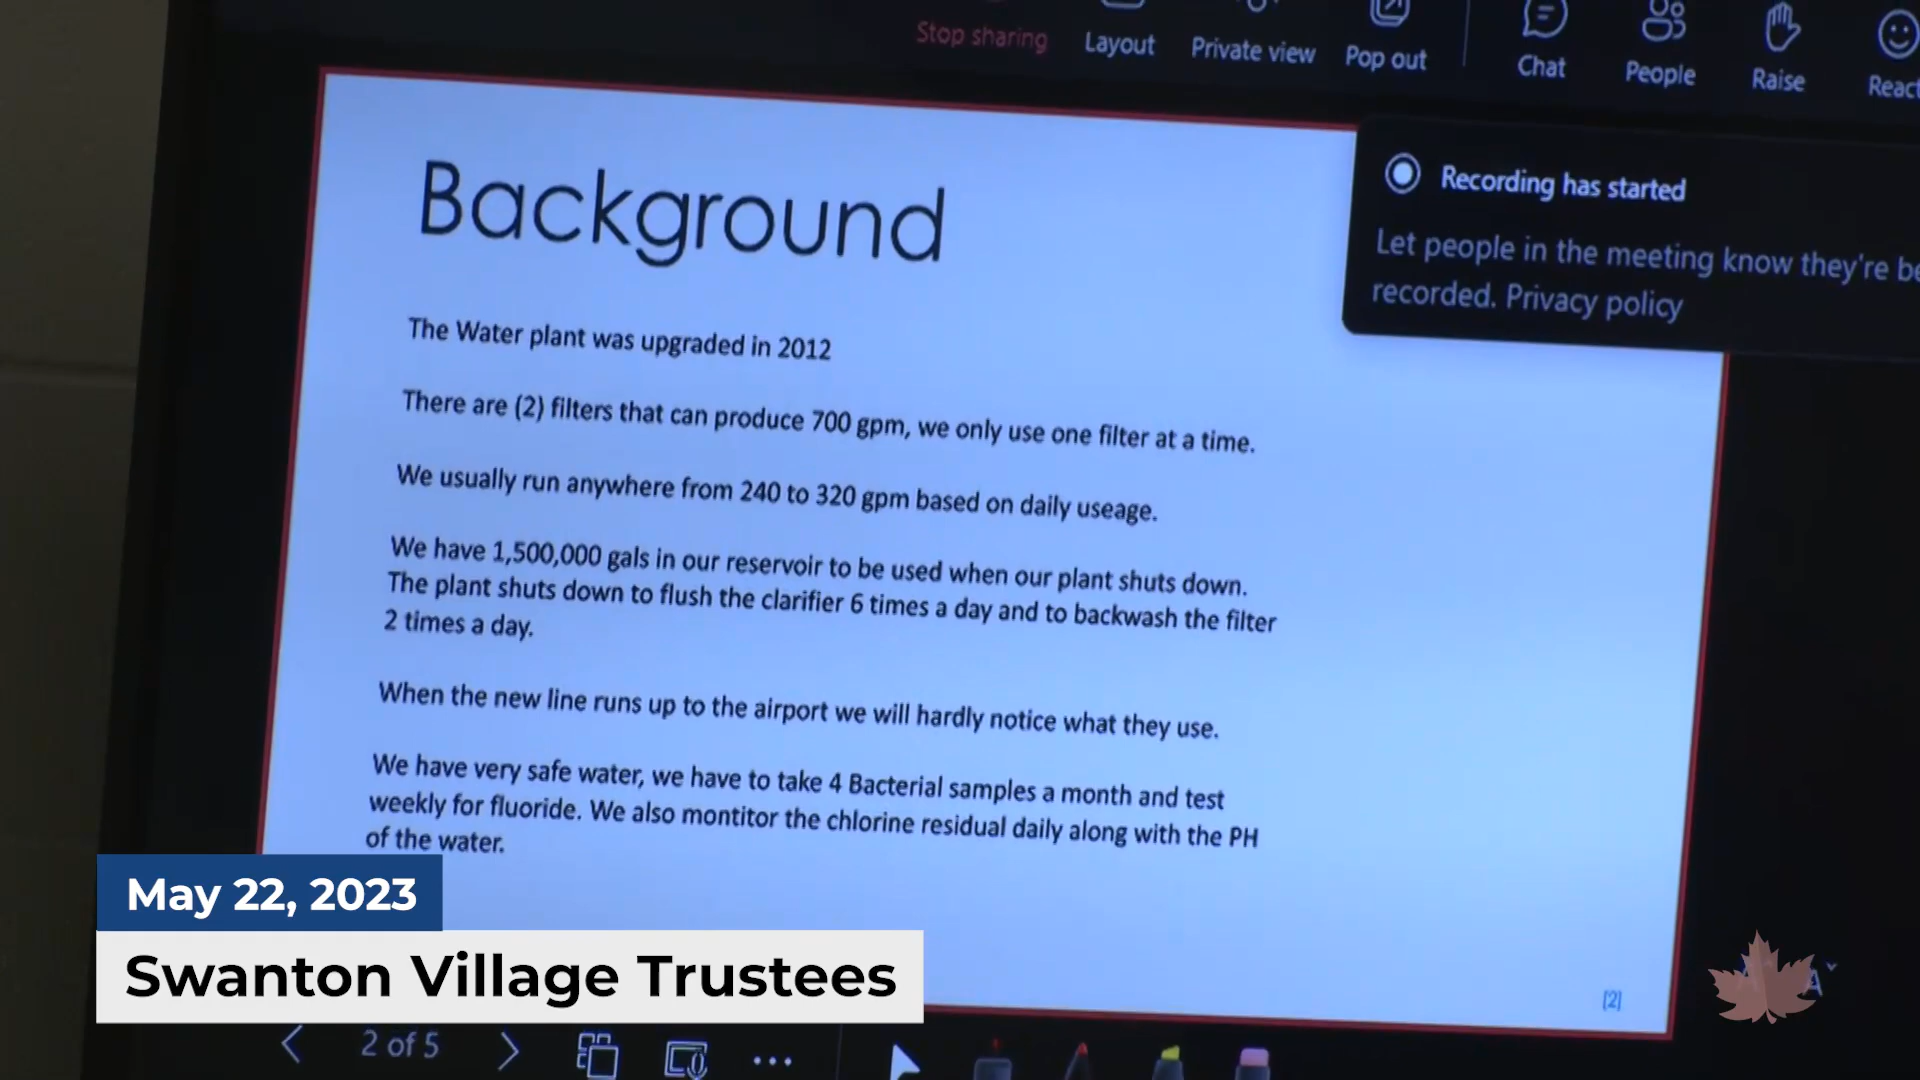 Stop sharing
Layout
Private view
Pop out
Chat
People
Raise
React
Recording has started
Let people in the meeting know they're be
recorded. Privacy policy
Background
The Water plant was upgraded in 2012
There are (2) filters that can produce 700 gpm, we only use one filter at a time.
We usually run anywhere from 240 to 320 gpm based on daily useage.
We have 1,500,000 gals in our reservoir to be used when our plant shuts down.
The plant shuts down to flush the clarifier 6 times a day and to backwash the filter
2 times a day.
When the new line runs up to the airport we will hardly notice what they use.
We have very safe water, we have to take 4 Bacterial samples a month and test
weekly for fluoride. We also montitor the chlorine residual daily along with the PH
of the water.
[2]
May 22, 2023
Swanton Village Trustees
2 of 5